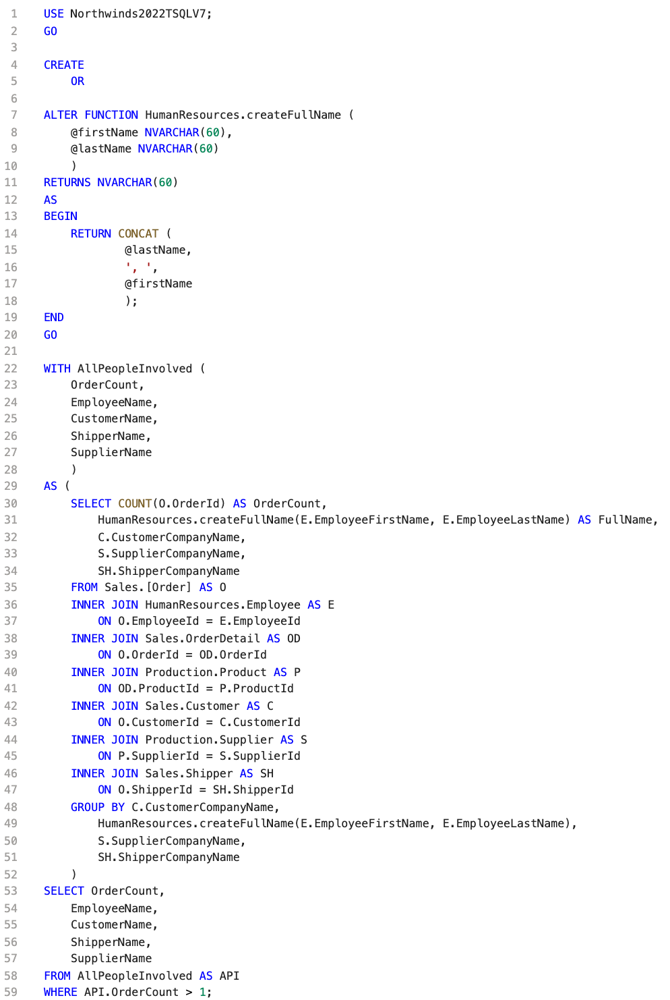 1 USE Northwinds2022TSQLV7;
2 GO
3
4 CREATE
5     OR
6
7 ALTER FUNCTION HumanResources.createFullName (
8     @firstName NVARCHAR(60),
9     @lastName NVARCHAR(60)
10     )
11 RETURNS NVARCHAR(60)
12 AS
13 BEGIN
14     RETURN CONCAT (
15             @lastName,
16             ', ',
17             @firstName
18             );
19 END
20 GO
21
22 WITH AllPeopleInvolved (
23     OrderCount,
24     EmployeeName,
25     CustomerName,
26     ShipperName,
27     SupplierName
28     )
29 AS (
30     SELECT COUNT(O.OrderId) AS OrderCount,
31         HumanResources.createFullName(E.EmployeeFirstName, E.EmployeeLastName) AS FullName,
32         C.CustomerCompanyName,
33         S.SupplierCompanyName,
34         SH.ShipperCompanyName
35     FROM Sales.[Order] AS O
36     INNER JOIN HumanResources.Employee AS E
37         ON O.EmployeeId = E.EmployeeId
38     INNER JOIN Sales.OrderDetail AS OD
39         ON O.OrderId = OD.OrderId
40     INNER JOIN Production.Product AS P
41         ON OD.ProductId = P.ProductId
42     INNER JOIN Sales.Customer AS C
43         ON O.CustomerId = C.CustomerId
44     INNER JOIN Production.Supplier AS S
45         ON P.SupplierId = S.SupplierId
46     INNER JOIN Sales.Shipper AS SH
47         ON O.ShipperId = SH.ShipperId
48     GROUP BY C.CustomerCompanyName,
49         HumanResources.createFullName(E.EmployeeFirstName, E.EmployeeLastName),
50         S.SupplierCompanyName,
51         SH.ShipperCompanyName
52     )
53 SELECT OrderCount,
54     EmployeeName,
55     CustomerName,
56     ShipperName,
57     SupplierName
58 FROM AllPeopleInvolved AS API
59 WHERE API.OrderCount > 1;